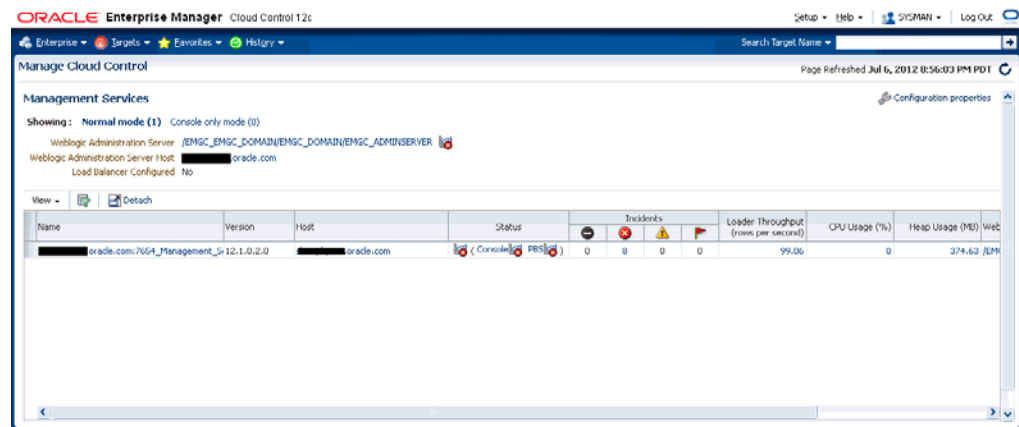 ORACLE Enterprise Manager Cloud Control 12c
Setup Help SYSMAN Log Out
Enterprise Targets Favorites History Search Target Name
Manage Cloud Control
Page Refreshed Jul 6, 2012 8:56:03 PM PDT
Management Services
Configuration properties
Showing : Normal mode (1) Console only mode (0)
Weblogic Administration Server /EMGC_EMGC_DOMAIN/EMGC_DOMAIN/EMGC_ADMINSERVER
Weblogic Administration Server Host .oracle.com
Load Balancer Configured No
View Detach
Name Version Host Status Incidents Loader Throughput (rows per second) CPU Usage (%) Heap Usage (MB) Web
oracle.com:7654_Management_S 12.1.0.2.0 .oracle.com ( Console PBS ) 0 0 0 0 99.06 0 374.63 /EM